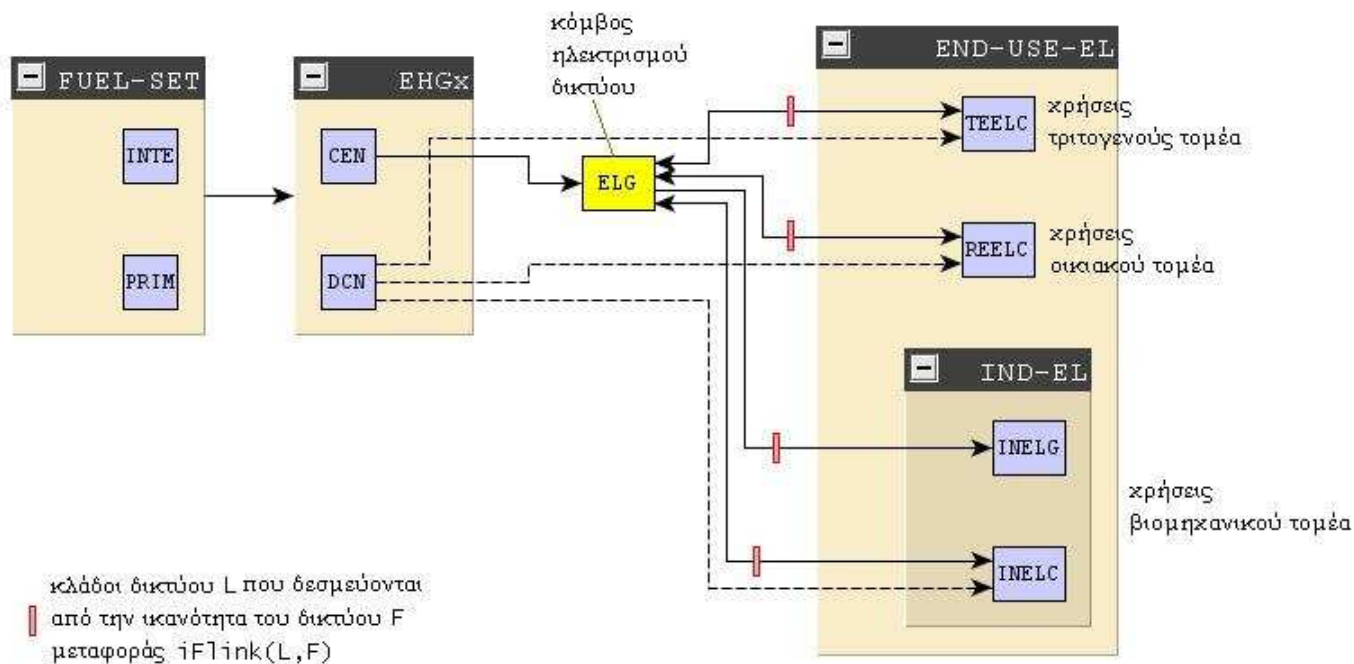 κόμβος
ηλεκτρισμού
δικτύου
FUEL-SET
EHGx
END-USE-EL
INTE
CEN
ELG
TEELC
χρήσεις
τριτογενούς τομέα
PRIM
DCN
REELC
χρήσεις
οικιακού τομέα
IND-EL
INELG
χρήσεις
βιομηχανικού τομέα
INELC
κλάδοι δικτύου L που δεσμεύονται
από την ικανότητα του δικτύου F
μεταφοράς iFlink(L,F)